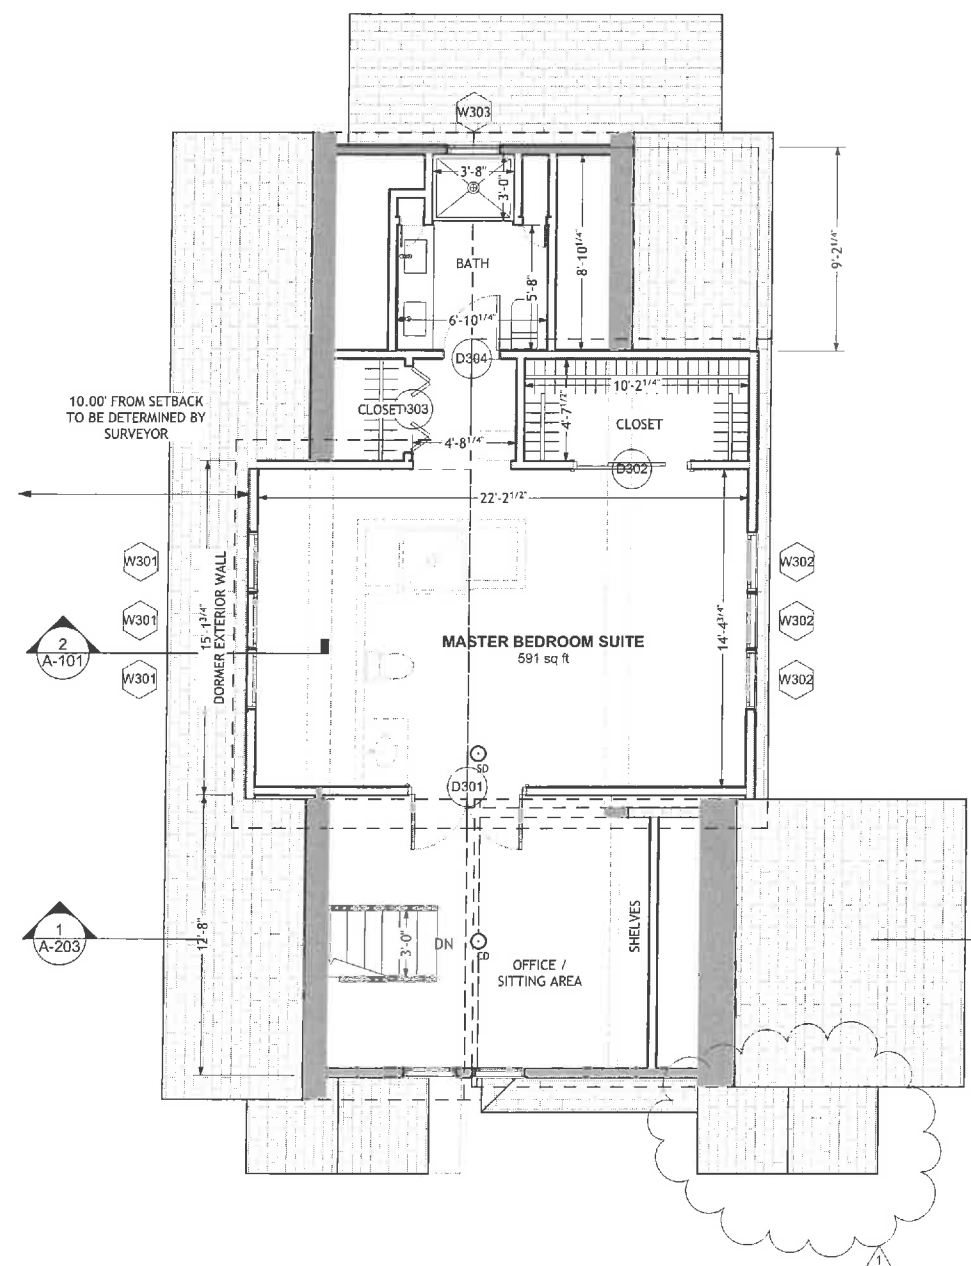 W303
3'-8"
3'-0"
BATH
5'-8"
8'-10 1/4"
9'-2 1/4"
6'-10 1/4"
D304
10.00' FROM SETBACK
TO BE DETERMINED BY
SURVEYOR
CLOSET
D303
10'-2 1/4"
4'-7 1/2"
CLOSET
4'-8 1/4"
D302
22'-2 1/2"
W301
W302
DORMER EXTERIOR WALL
15'-1 3/4"
14'-4 3/4"
W301
W302
2
A-101
MASTER BEDROOM SUITE
591 sq ft
W301
W302
SD
D301
1
A-203
12'-8"
3'-0"
DN
CD
OFFICE /
SITTING AREA
SHELVES
1